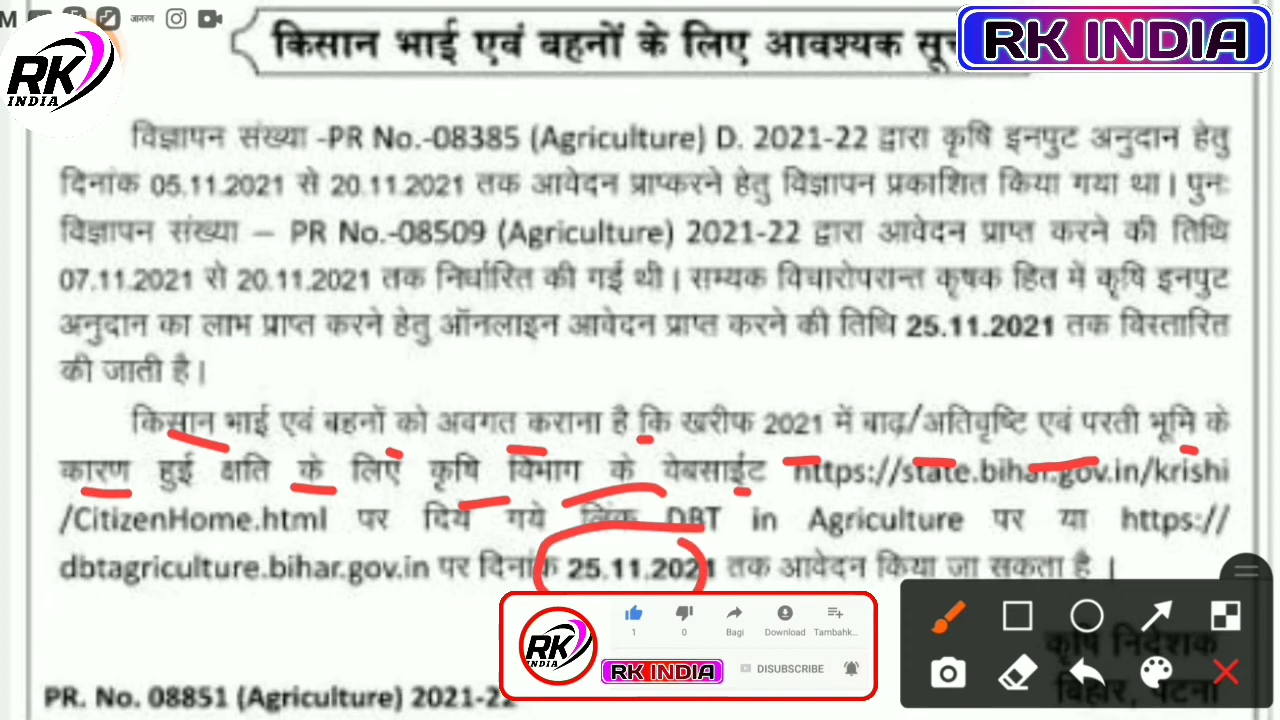 M जागरण
RK INDIA
किसान भाई एवं बहनों के लिए आवश्यक
RK INDIA
विज्ञापन संख्या -PR No.-08385 (Agriculture) D. 2021-22 द्वारा कृषि इनपुट अनुदान हेतु
दिनांक 05.11.2021 से 20.11.2021 तक आवेदन प्राप्करने हेतु विज्ञापन प्रकाशित किया गया था। पुनः
विज्ञापन संख्या – PR No.-08509 (Agriculture) 2021-22 द्वारा आवेदन प्राप्त करने की तिथि
07.11.2021 से 20.11.2021 तक निर्धारित की गई थी। सम्यक विचारोपरान्त कृषक हित में कृषि इनपुट
अनुदान का लाभ प्राप्त करने हेतु ऑनलाइन आवेदन प्राप्त करने की तिथि 25.11.2021 तक विस्तारित
की जाती है।
किसान भाई एवं बहनों को अवगत कराना है कि खरीफ 2021 में बाढ़/अतिवृष्टि एवं परती भूमि के
कारण हुई क्षति के लिए कृषि विभाग के वेबसाईट https://state.bihar.gov.in/krishi
/CitizenHome.html पर दिये गये लिंक DBT in Agriculture पर या https://
dbtagriculture.bihar.gov.in पर दिनांक 25.11.2021 तक आवेदन किया जा सकता है ।
कृषि निदेशक
बिहार, पटना
PR. No. 08851 (Agriculture) 2021-22
RK INDIA
1 0 Bagi Download Tambahk...
RK INDIA DISUBSCRIBE